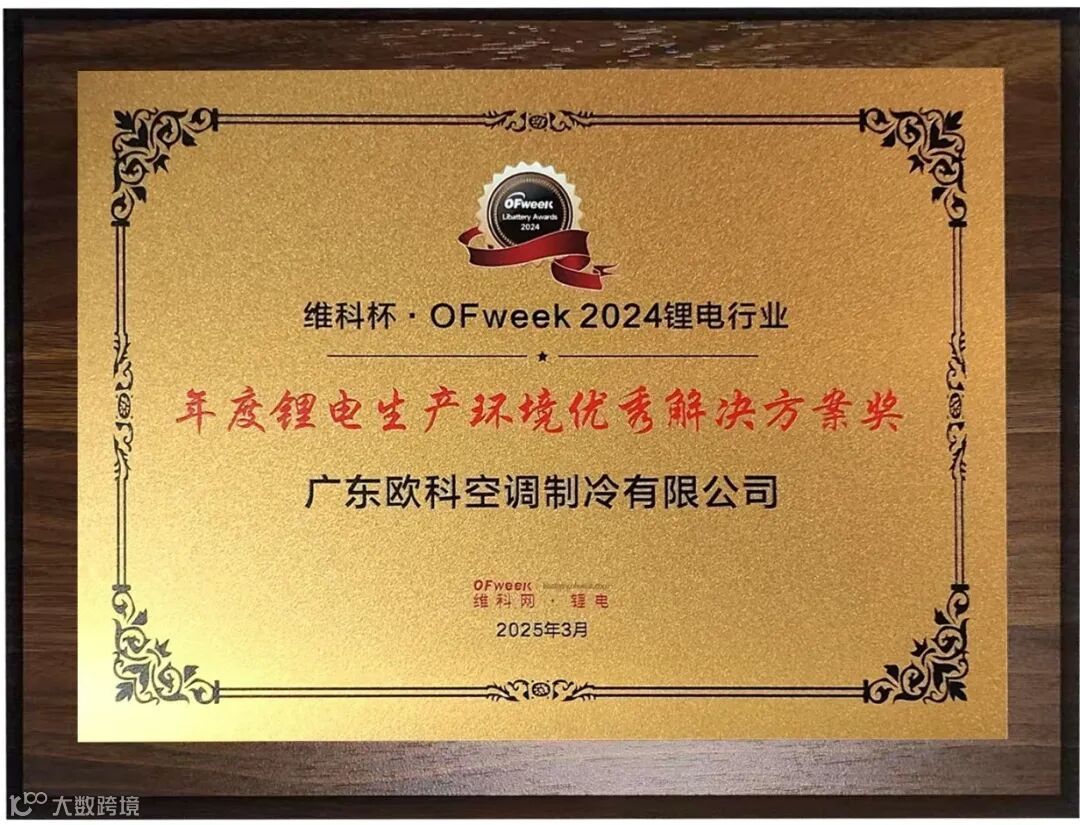 OFweek
Libattery Awards
2024
维科杯·OFweek 2024锂电行业
年度锂电生产环境优秀解决方案奖
广东欧科空调制冷有限公司
OFweek
维科网·锂电
2025年3月
大数跨境